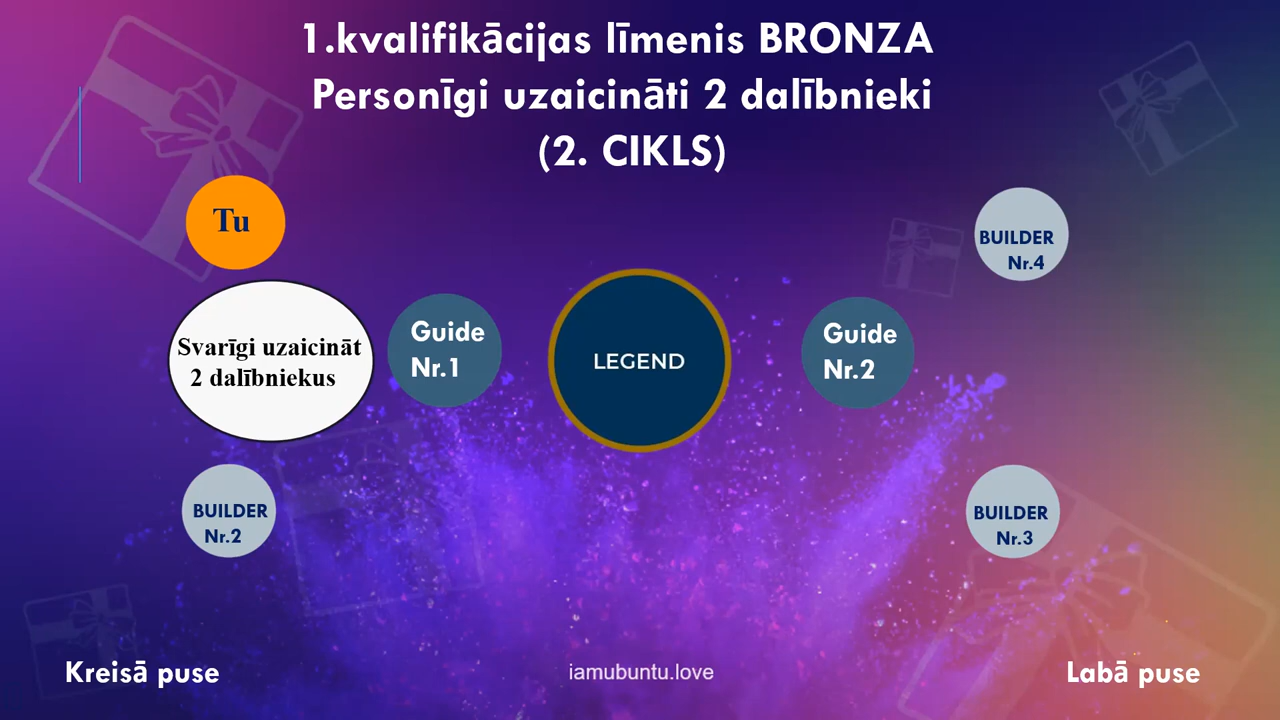 1.kvalifikācijas līmenis BRONZA
Personīgi uzaicināti 2 dalībnieki
(2. CIKLS)
Tu
BUILDER
Nr.4
Svarīgi uzaicināt
2 dalībniekus
Guide
Nr.1
LEGEND
Guide
Nr.2
BUILDER
Nr.2
BUILDER
Nr.3
Kreisā puse
iamubuntu.love
Labā puse